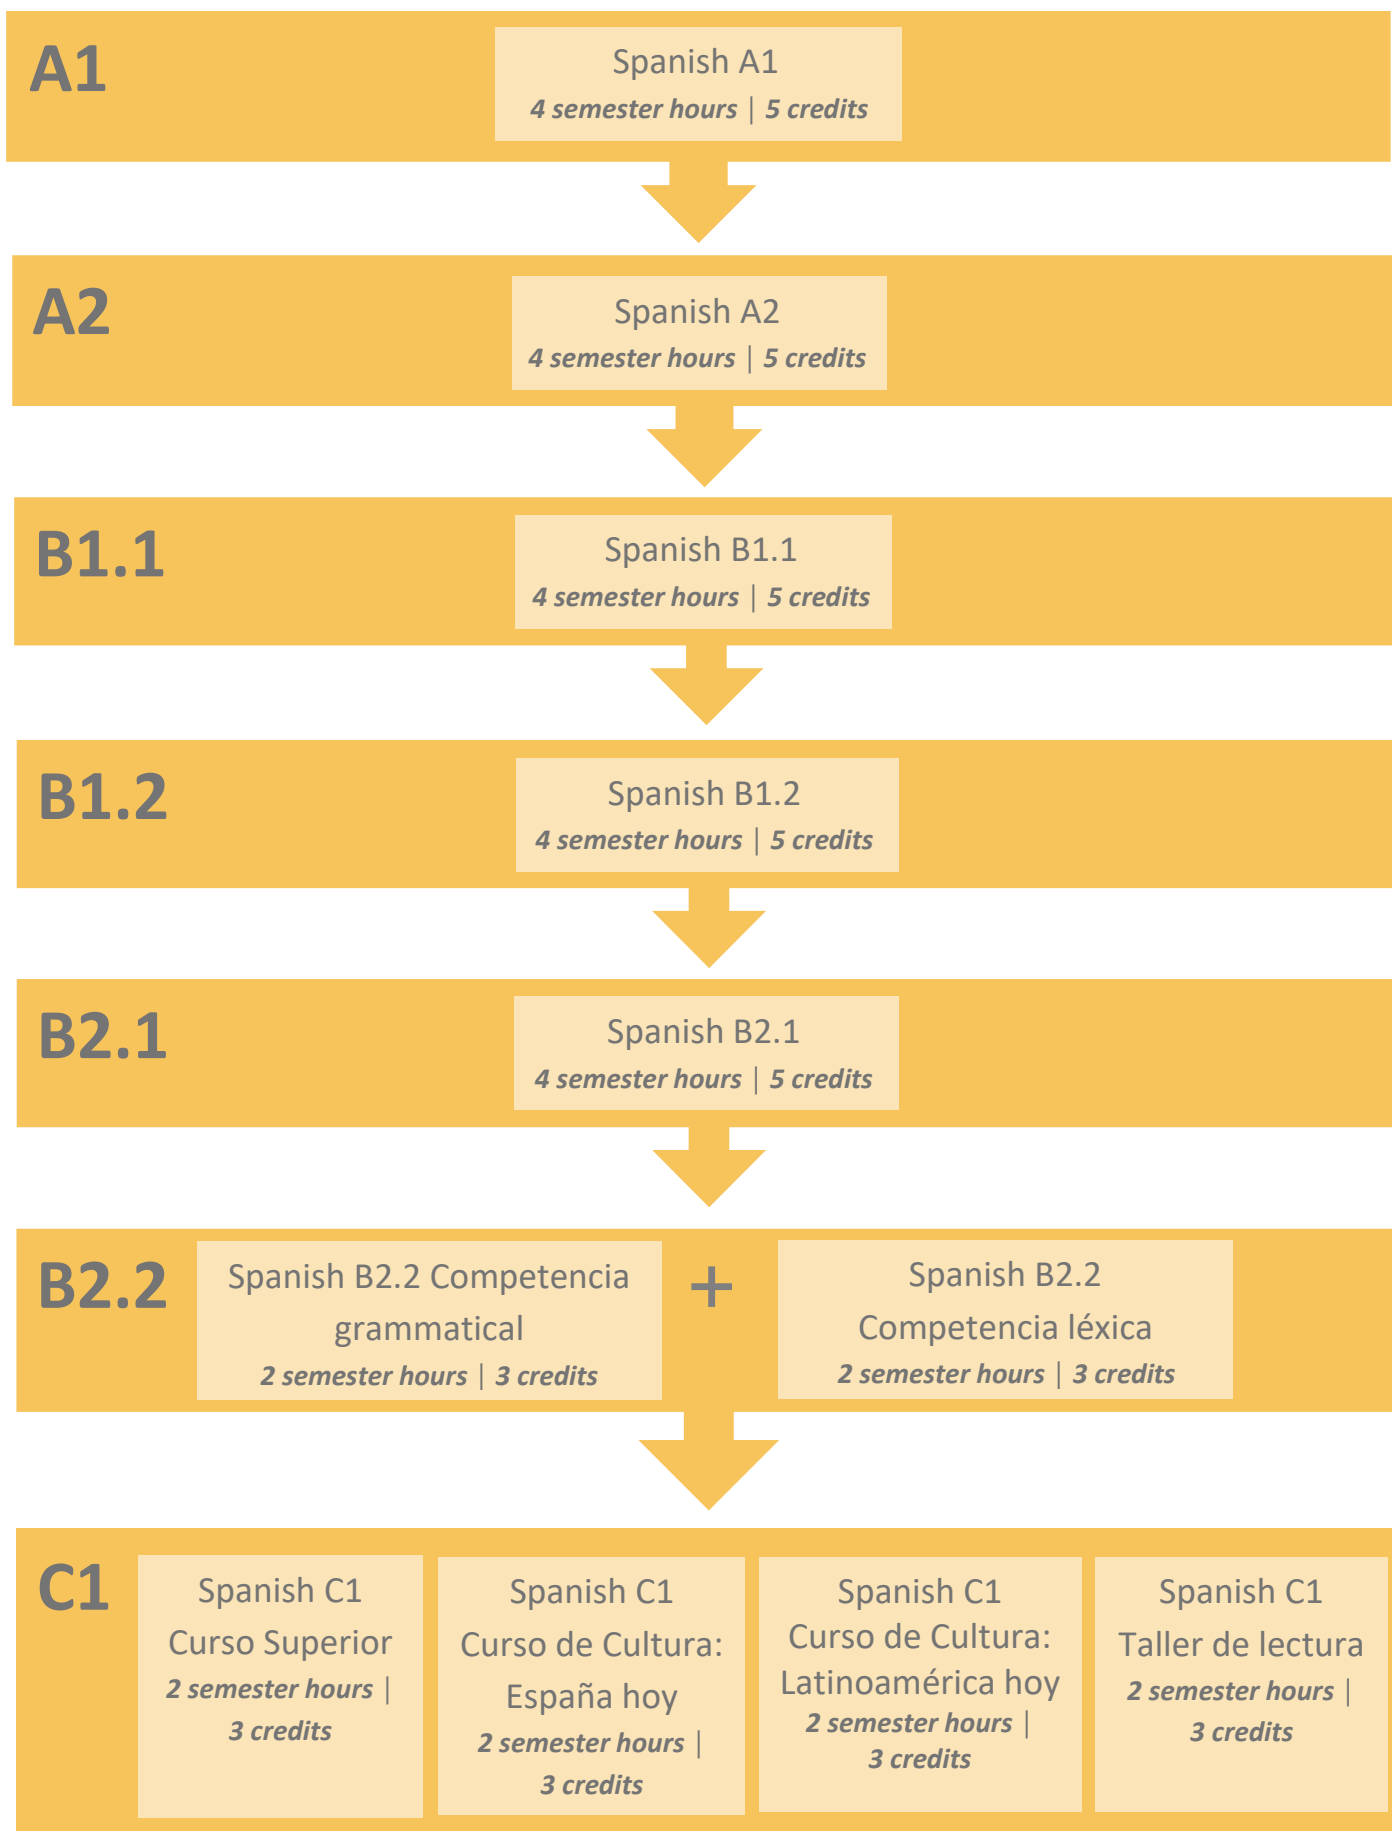 A1
Spanish A1
4 semester hours | 5 credits
A2
Spanish A2
4 semester hours | 5 credits
B1.1
Spanish B1.1
4 semester hours | 5 credits
B1.2
Spanish B1.2
4 semester hours | 5 credits
B2.1
Spanish B2.1
4 semester hours | 5 credits
B2.2
Spanish B2.2 Competencia
grammatical
2 semester hours | 3 credits
+
Spanish B2.2
Competencia léxica
2 semester hours | 3 credits
C1
Spanish C1
Curso Superior
2 semester hours |
3 credits
Spanish C1
Curso de Cultura:
España hoy
2 semester hours |
3 credits
Spanish C1
Curso de Cultura:
Latinoamérica hoy
2 semester hours |
3 credits
Spanish C1
Taller de lectura
2 semester hours |
3 credits